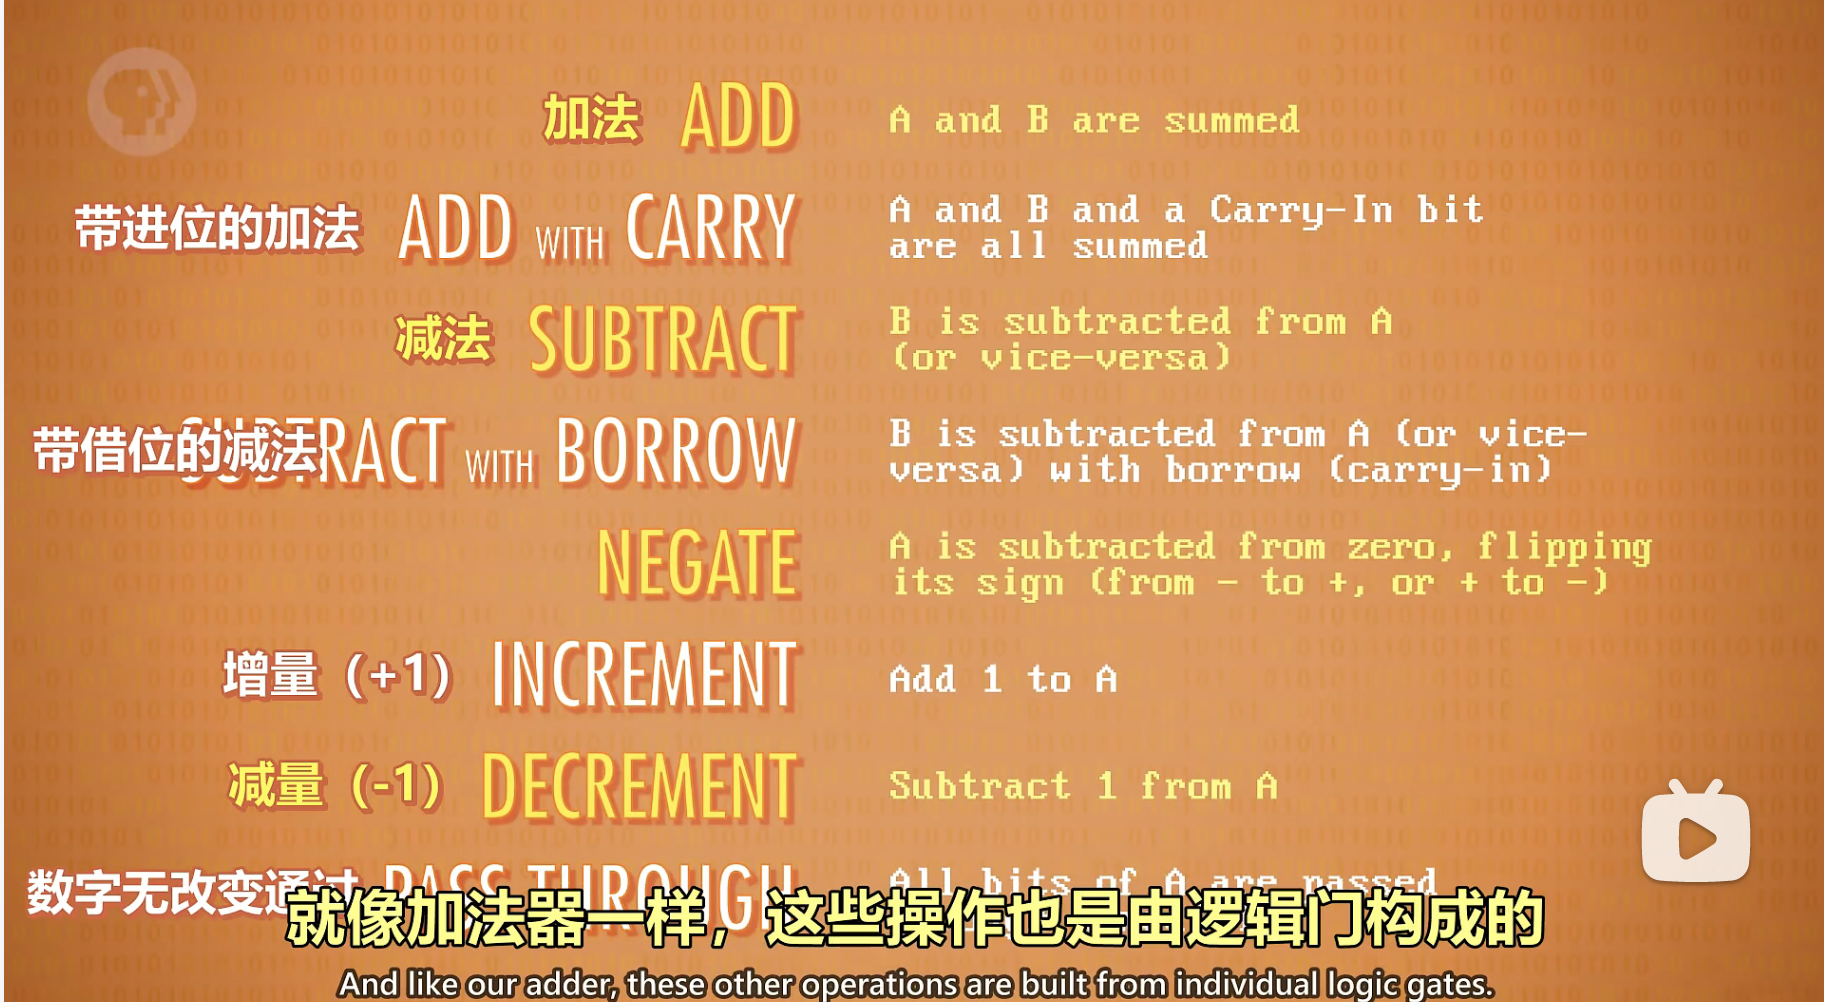 加法 ADD A and B are summed
带进位的加法 ADD WITH CARRY A and B and a Carry-In bit
are all summed
减法 SUBTRACT B is subtracted from A
(or vice-versa)
带借位的减法 SUBTRACT WITH BORROW B is subtracted from A (or vice-
versa) with borrow (carry-in)
NEGATE A is subtracted from zero, flipping
its sign (from - to +, or + to -)
增量（+1） INCREMENT Add 1 to A
减量（-1） DECREMENT Subtract 1 from A
数字无改变通过 PASS THROUGH All bits of A are passed
就像加法器一样，这些操作也是由逻辑门构成的
And like our adder, these other operations are built from individual logic gates.